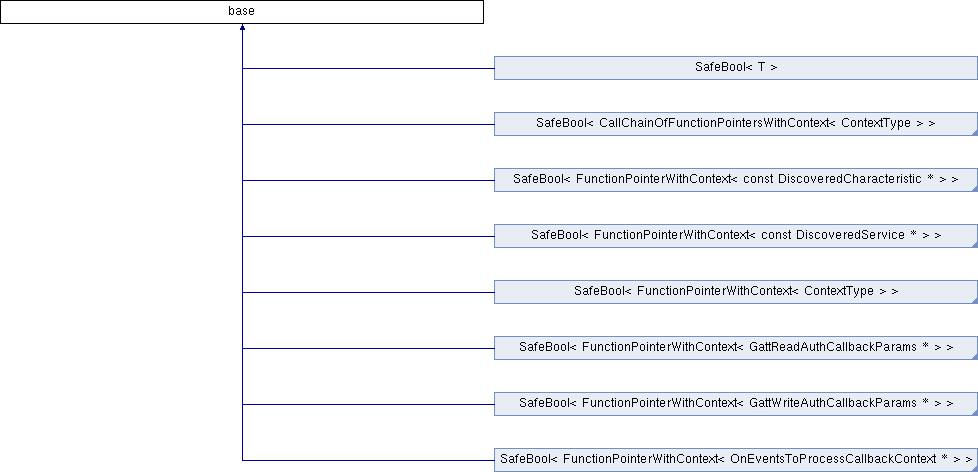 base
SafeBool< T >
SafeBool< CallChainOfFunctionPointersWithContext< ContextType > >
SafeBool< FunctionPointerWithContext< const DiscoveredCharacteristic * > >
SafeBool< FunctionPointerWithContext< const DiscoveredService * > >
SafeBool< FunctionPointerWithContext< ContextType > >
SafeBool< FunctionPointerWithContext< GattReadAuthCallbackParams * > >
SafeBool< FunctionPointerWithContext< GattWriteAuthCallbackParams * > >
SafeBool< FunctionPointerWithContext< OnEventsToProcessCallbackContext * > >